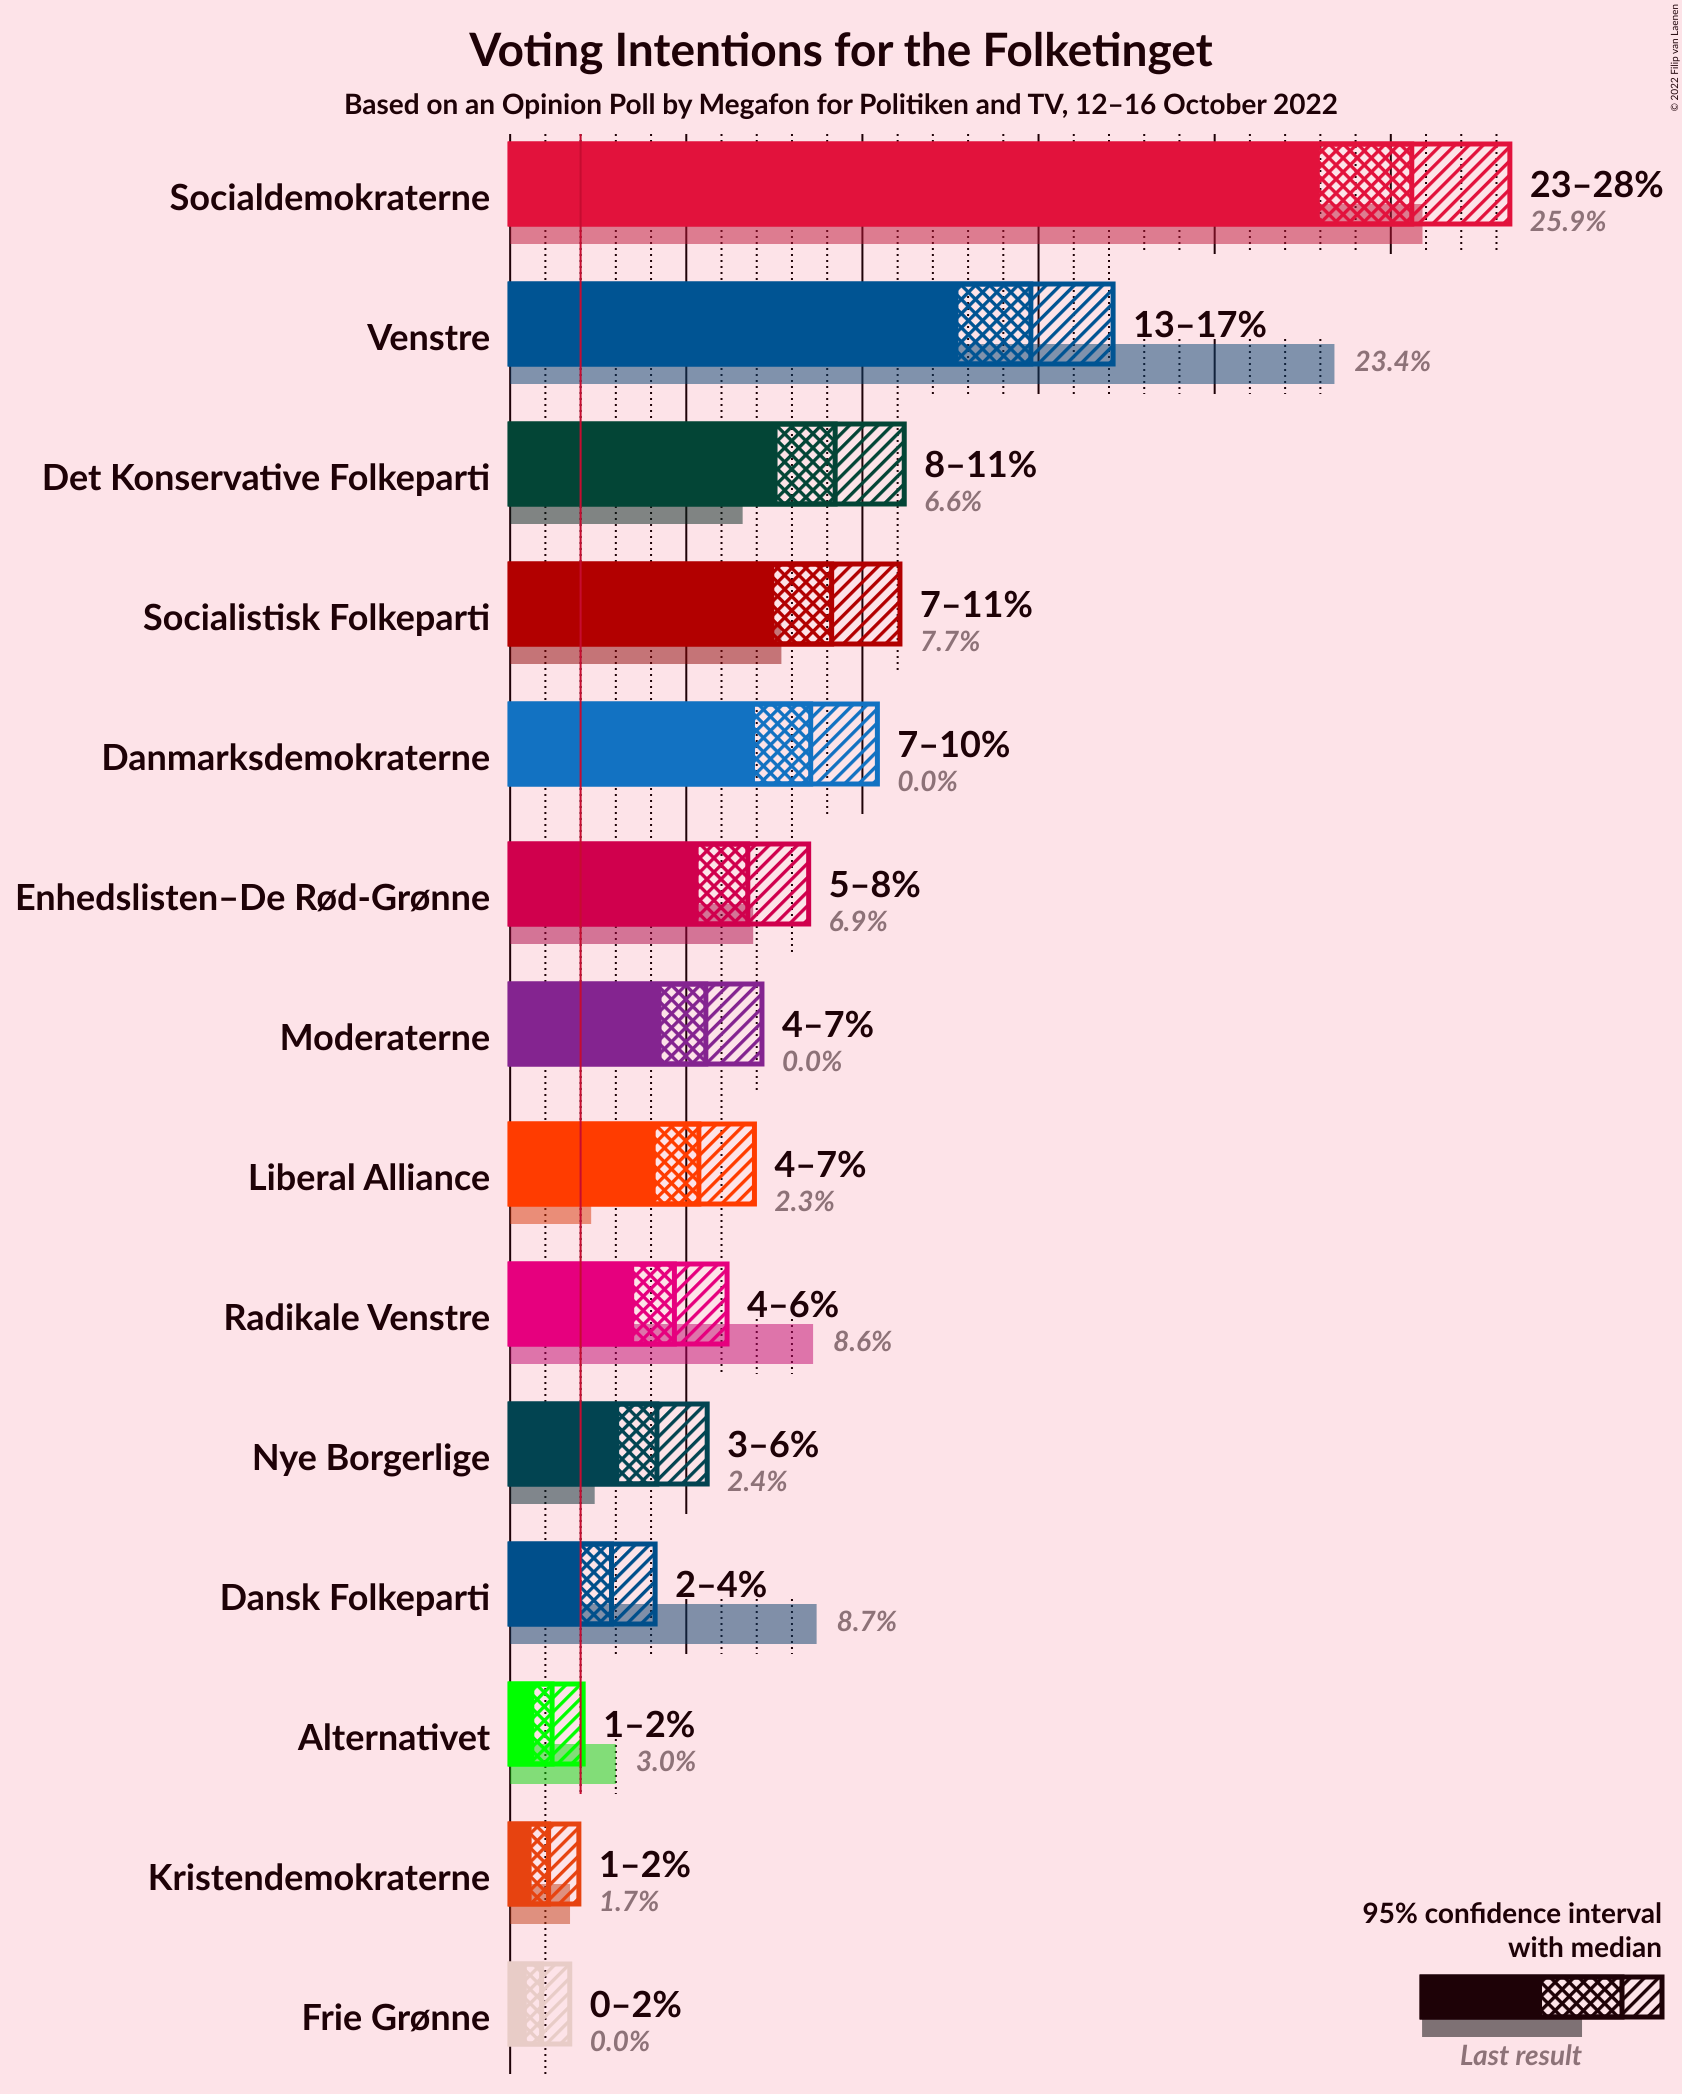 Voting Intentions for the Folketinget
Based on an Opinion Poll by Megafon for Politiken and TV, 12–16 October 2022
© 2022 Filip van Laenen
Socialdemokraterne
23–28%
25.9%
Venstre
13–17%
23.4%
Det Konservative Folkeparti
8–11%
6.6%
Socialistisk Folkeparti
7–11%
7.7%
Danmarksdemokraterne
7–10%
0.0%
Enhedslisten–De Rød-Grønne
5–8%
6.9%
Moderaterne
4–7%
0.0%
Liberal Alliance
4–7%
2.3%
Radikale Venstre
4–6%
8.6%
Nye Borgerlige
3–6%
2.4%
Dansk Folkeparti
2–4%
8.7%
Alternativet
1–2%
3.0%
Kristendemokraterne
1–2%
1.7%
Frie Grønne
0–2%
0.0%
95% confidence interval
with median
Last result